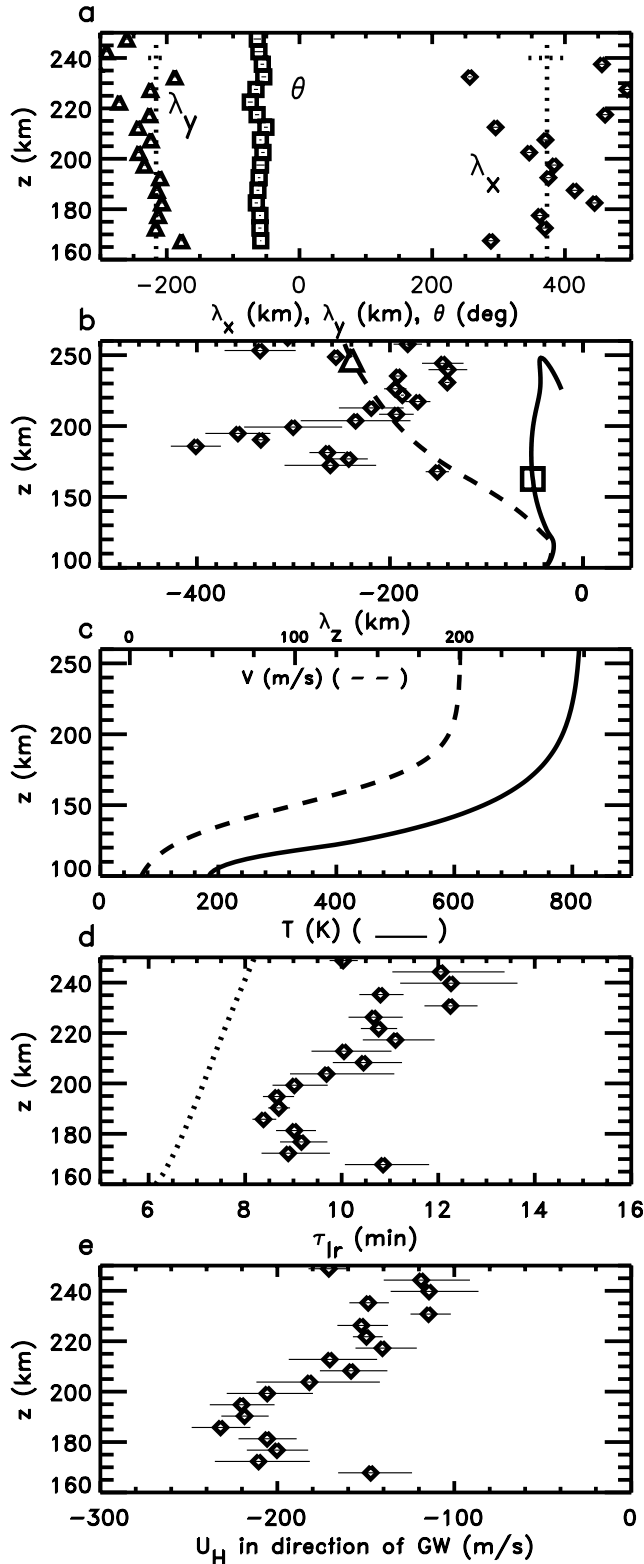 a
240
220
200
180
160
z (km)
λy
θ
λx
−200 0 200 400
λx (km), λy (km), θ (deg)
b
250
200
150
100
z (km)
−400 −200 0
λz (km)
c
0 100 200
V (m/s) ( − − )
250
200
150
100
z (km)
0 200 400 600 800
T (K) ( ____ )
d
240
220
200
180
160
z (km)
6 8 10 12 14 16
τIr (min)
e
240
220
200
180
160
z (km)
−300 −200 −100 0
UH in direction of GW (m/s)